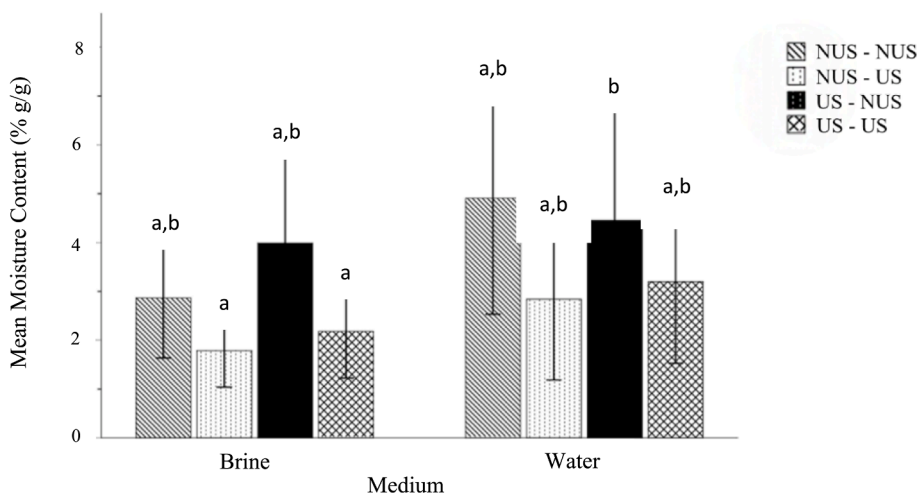 8
6
4
2
0
Mean Moisture Content (% g/g)
a,b
a
a,b
a
a,b
a,b
b
a,b
Brine
Water
Medium
NUS - NUS
NUS - US
US - NUS
US - US